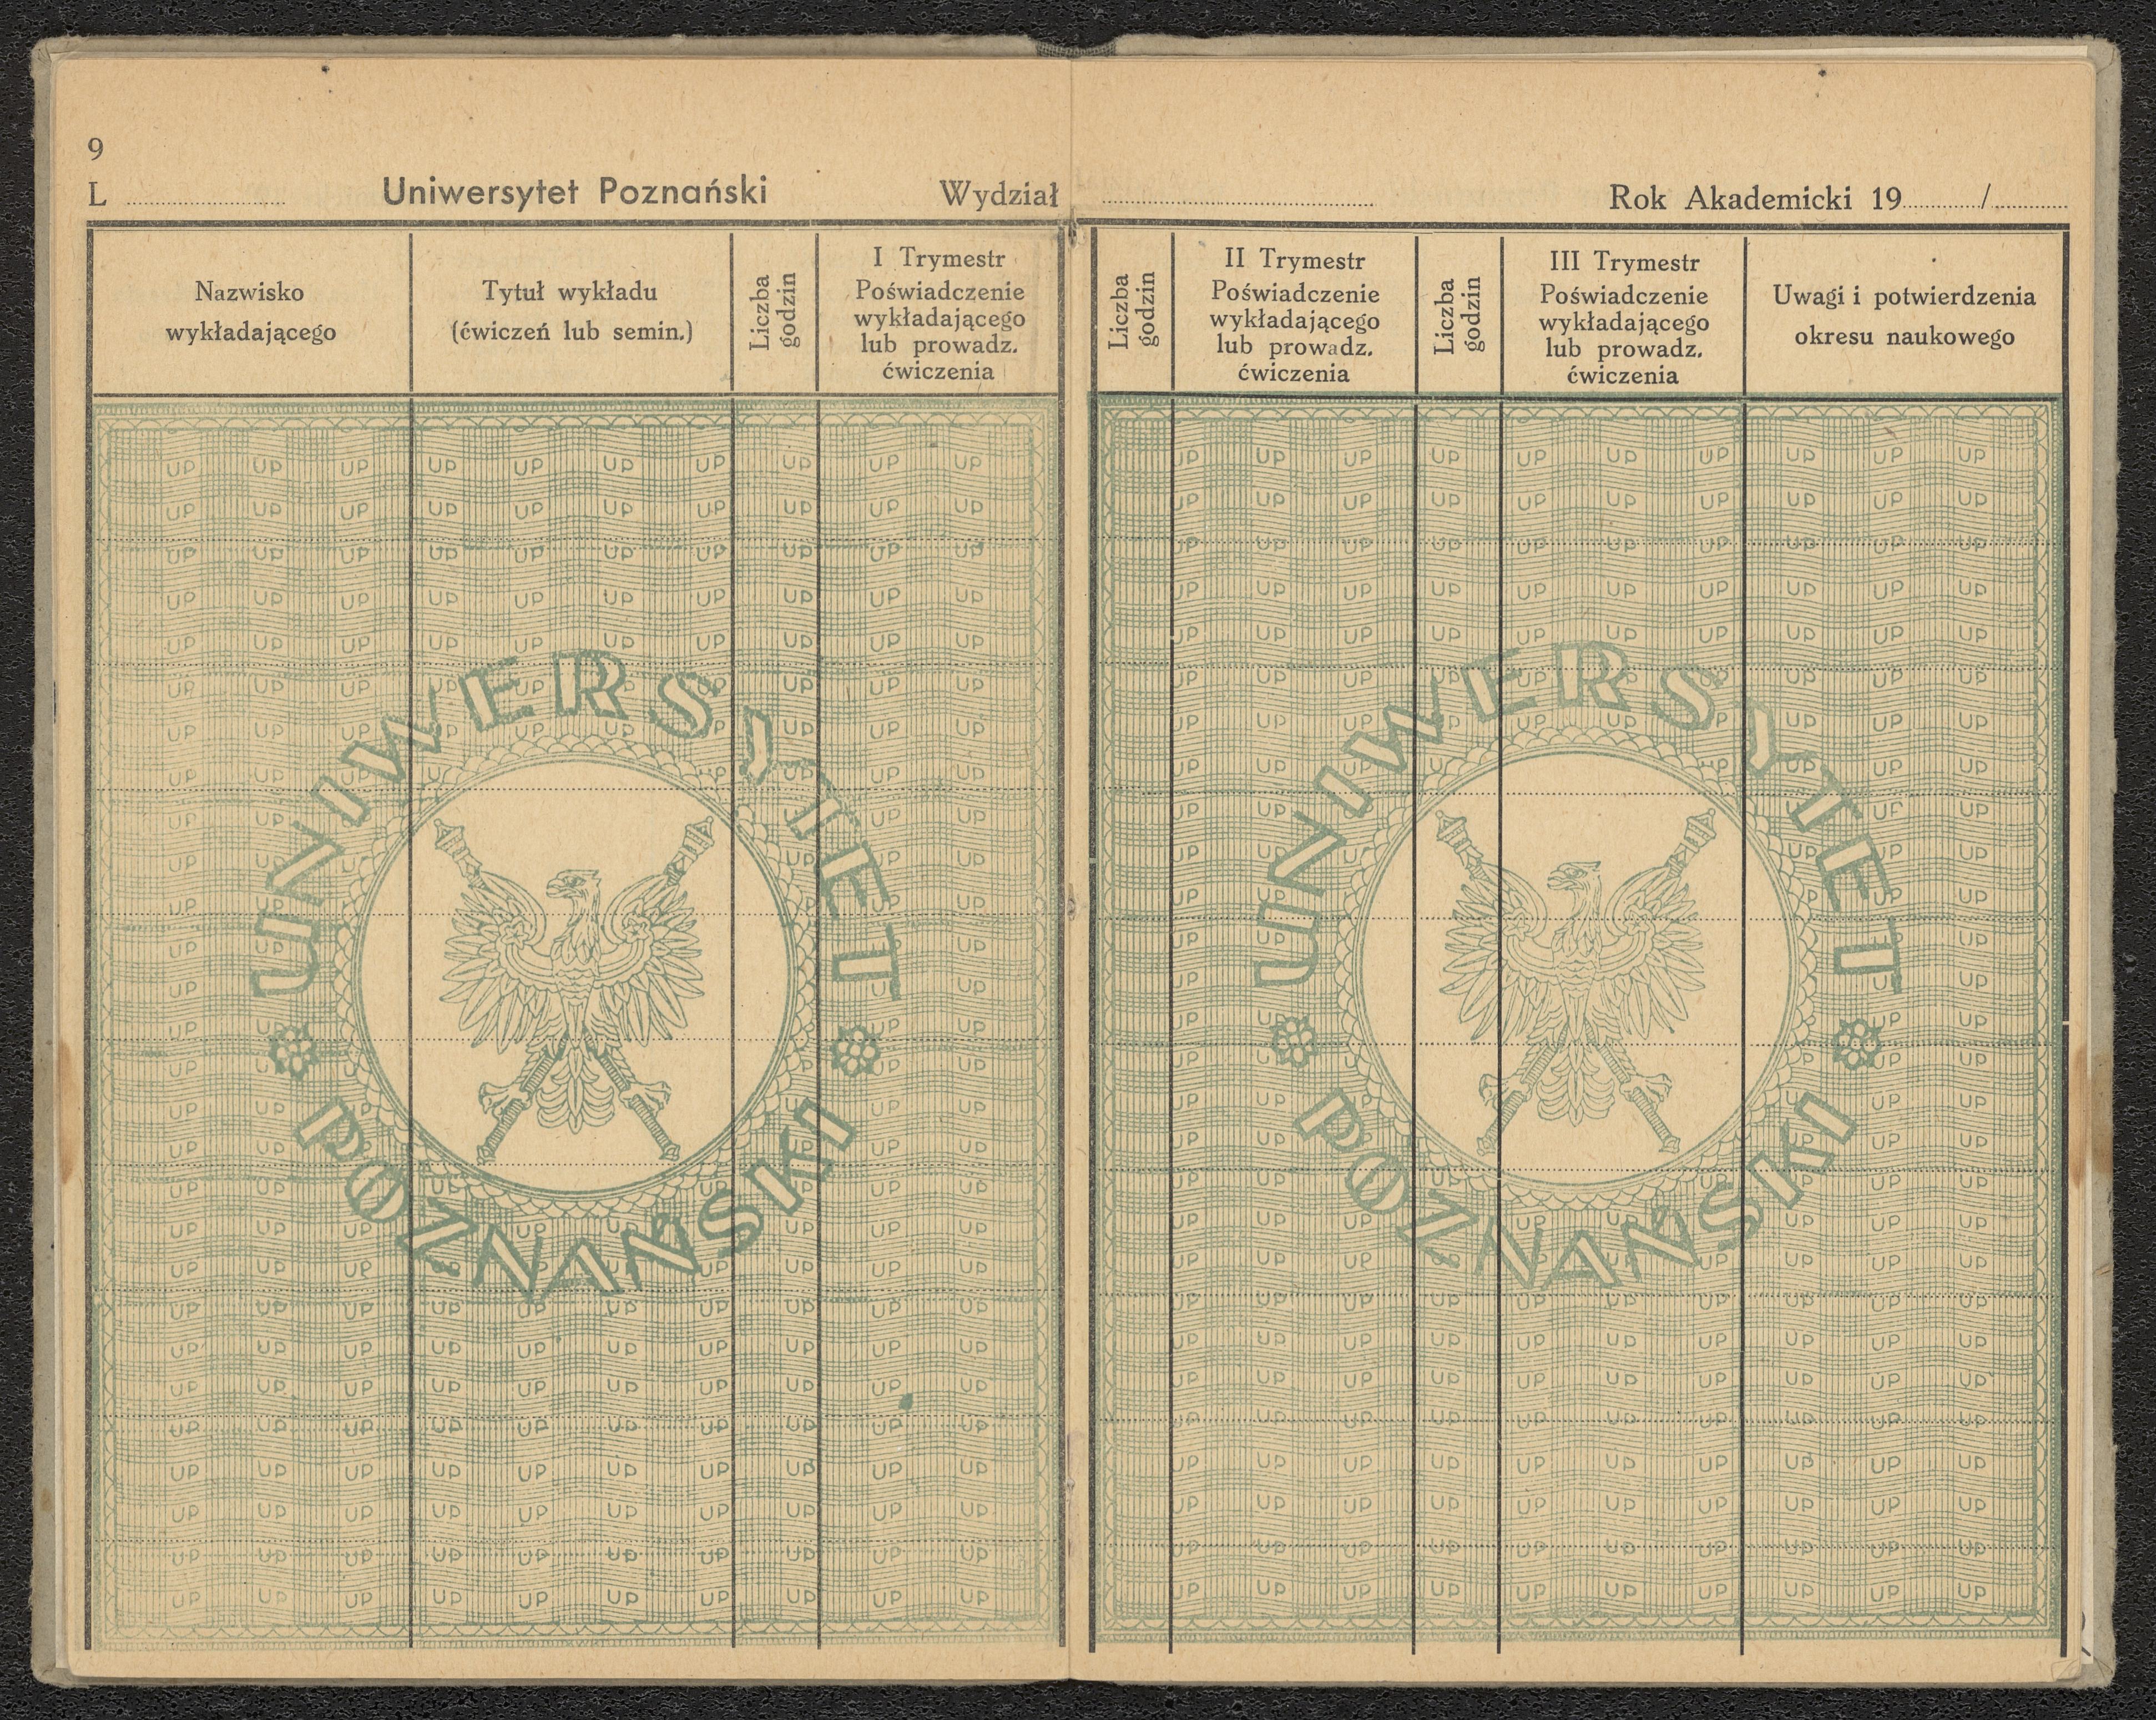 9
L Uniwersytet Poznański Wydział
Rok Akademicki 19 /
Nazwisko
wykładającego
Tytuł wykładu
(ćwiczeń lub semin.)
Liczba
godzin
I Trymestr
Poświadczenie
wykładającego
lub prowadz.
ćwiczenia
Liczba
godzin
II Trymestr
Poświadczenie
wykładającego
lub prowadz.
ćwiczenia
Liczba
godzin
III Trymestr
Poświadczenie
wykładającego
lub prowadz.
ćwiczenia
Uwagi i potwierdzenia
okresu naukowego
UNIWERSYTET
POZNAŃSKI
UNIWERSYTET
POZNAŃSKI
UP